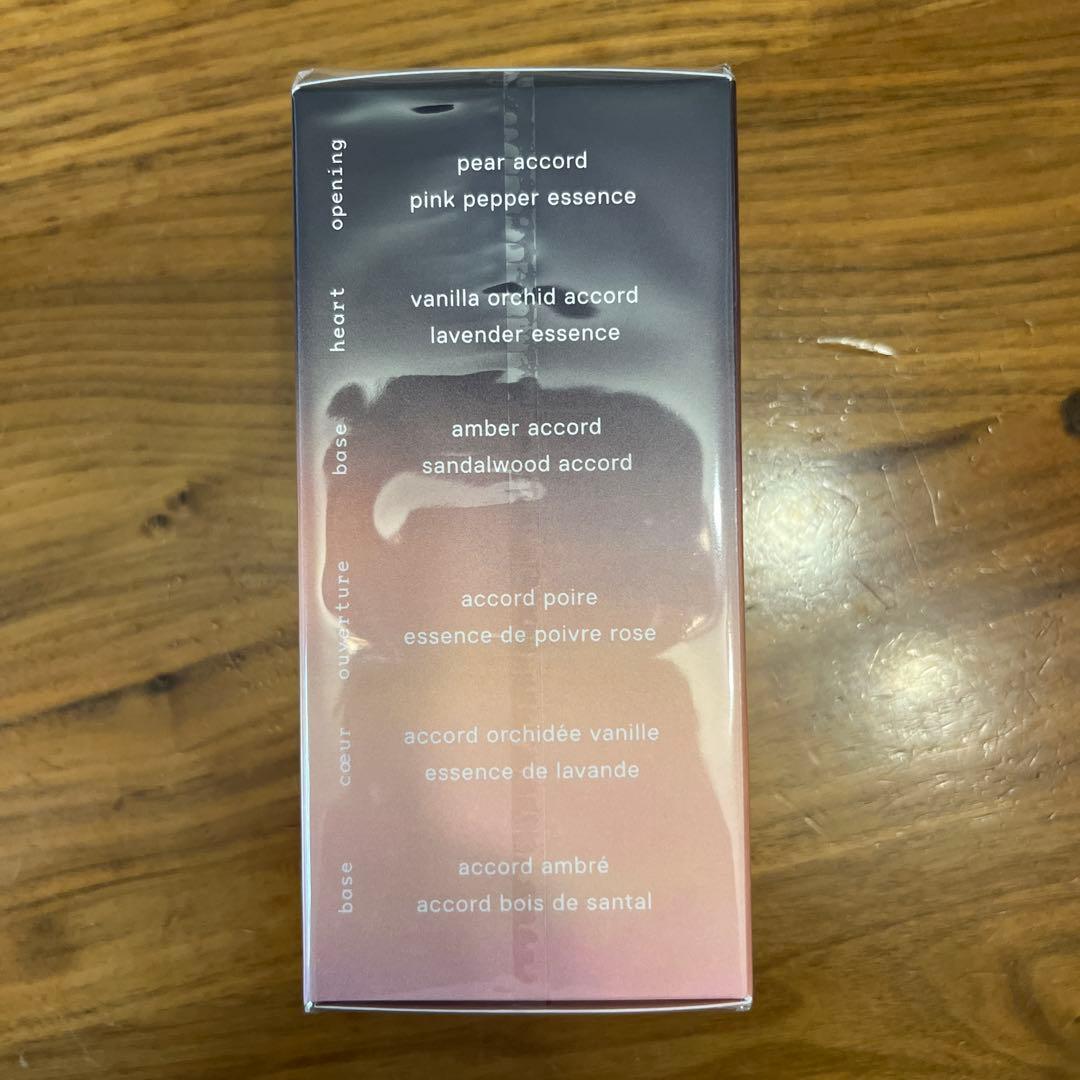 opening
pear accord
pink pepper essence
heart
vanilla orchid accord
lavender essence
base
amber accord
sandalwood accord
ouverture
accord poire
essence de poivre rose
cœur
accord orchidée vanille
essence de lavande
base
accord ambré
accord bois de santal